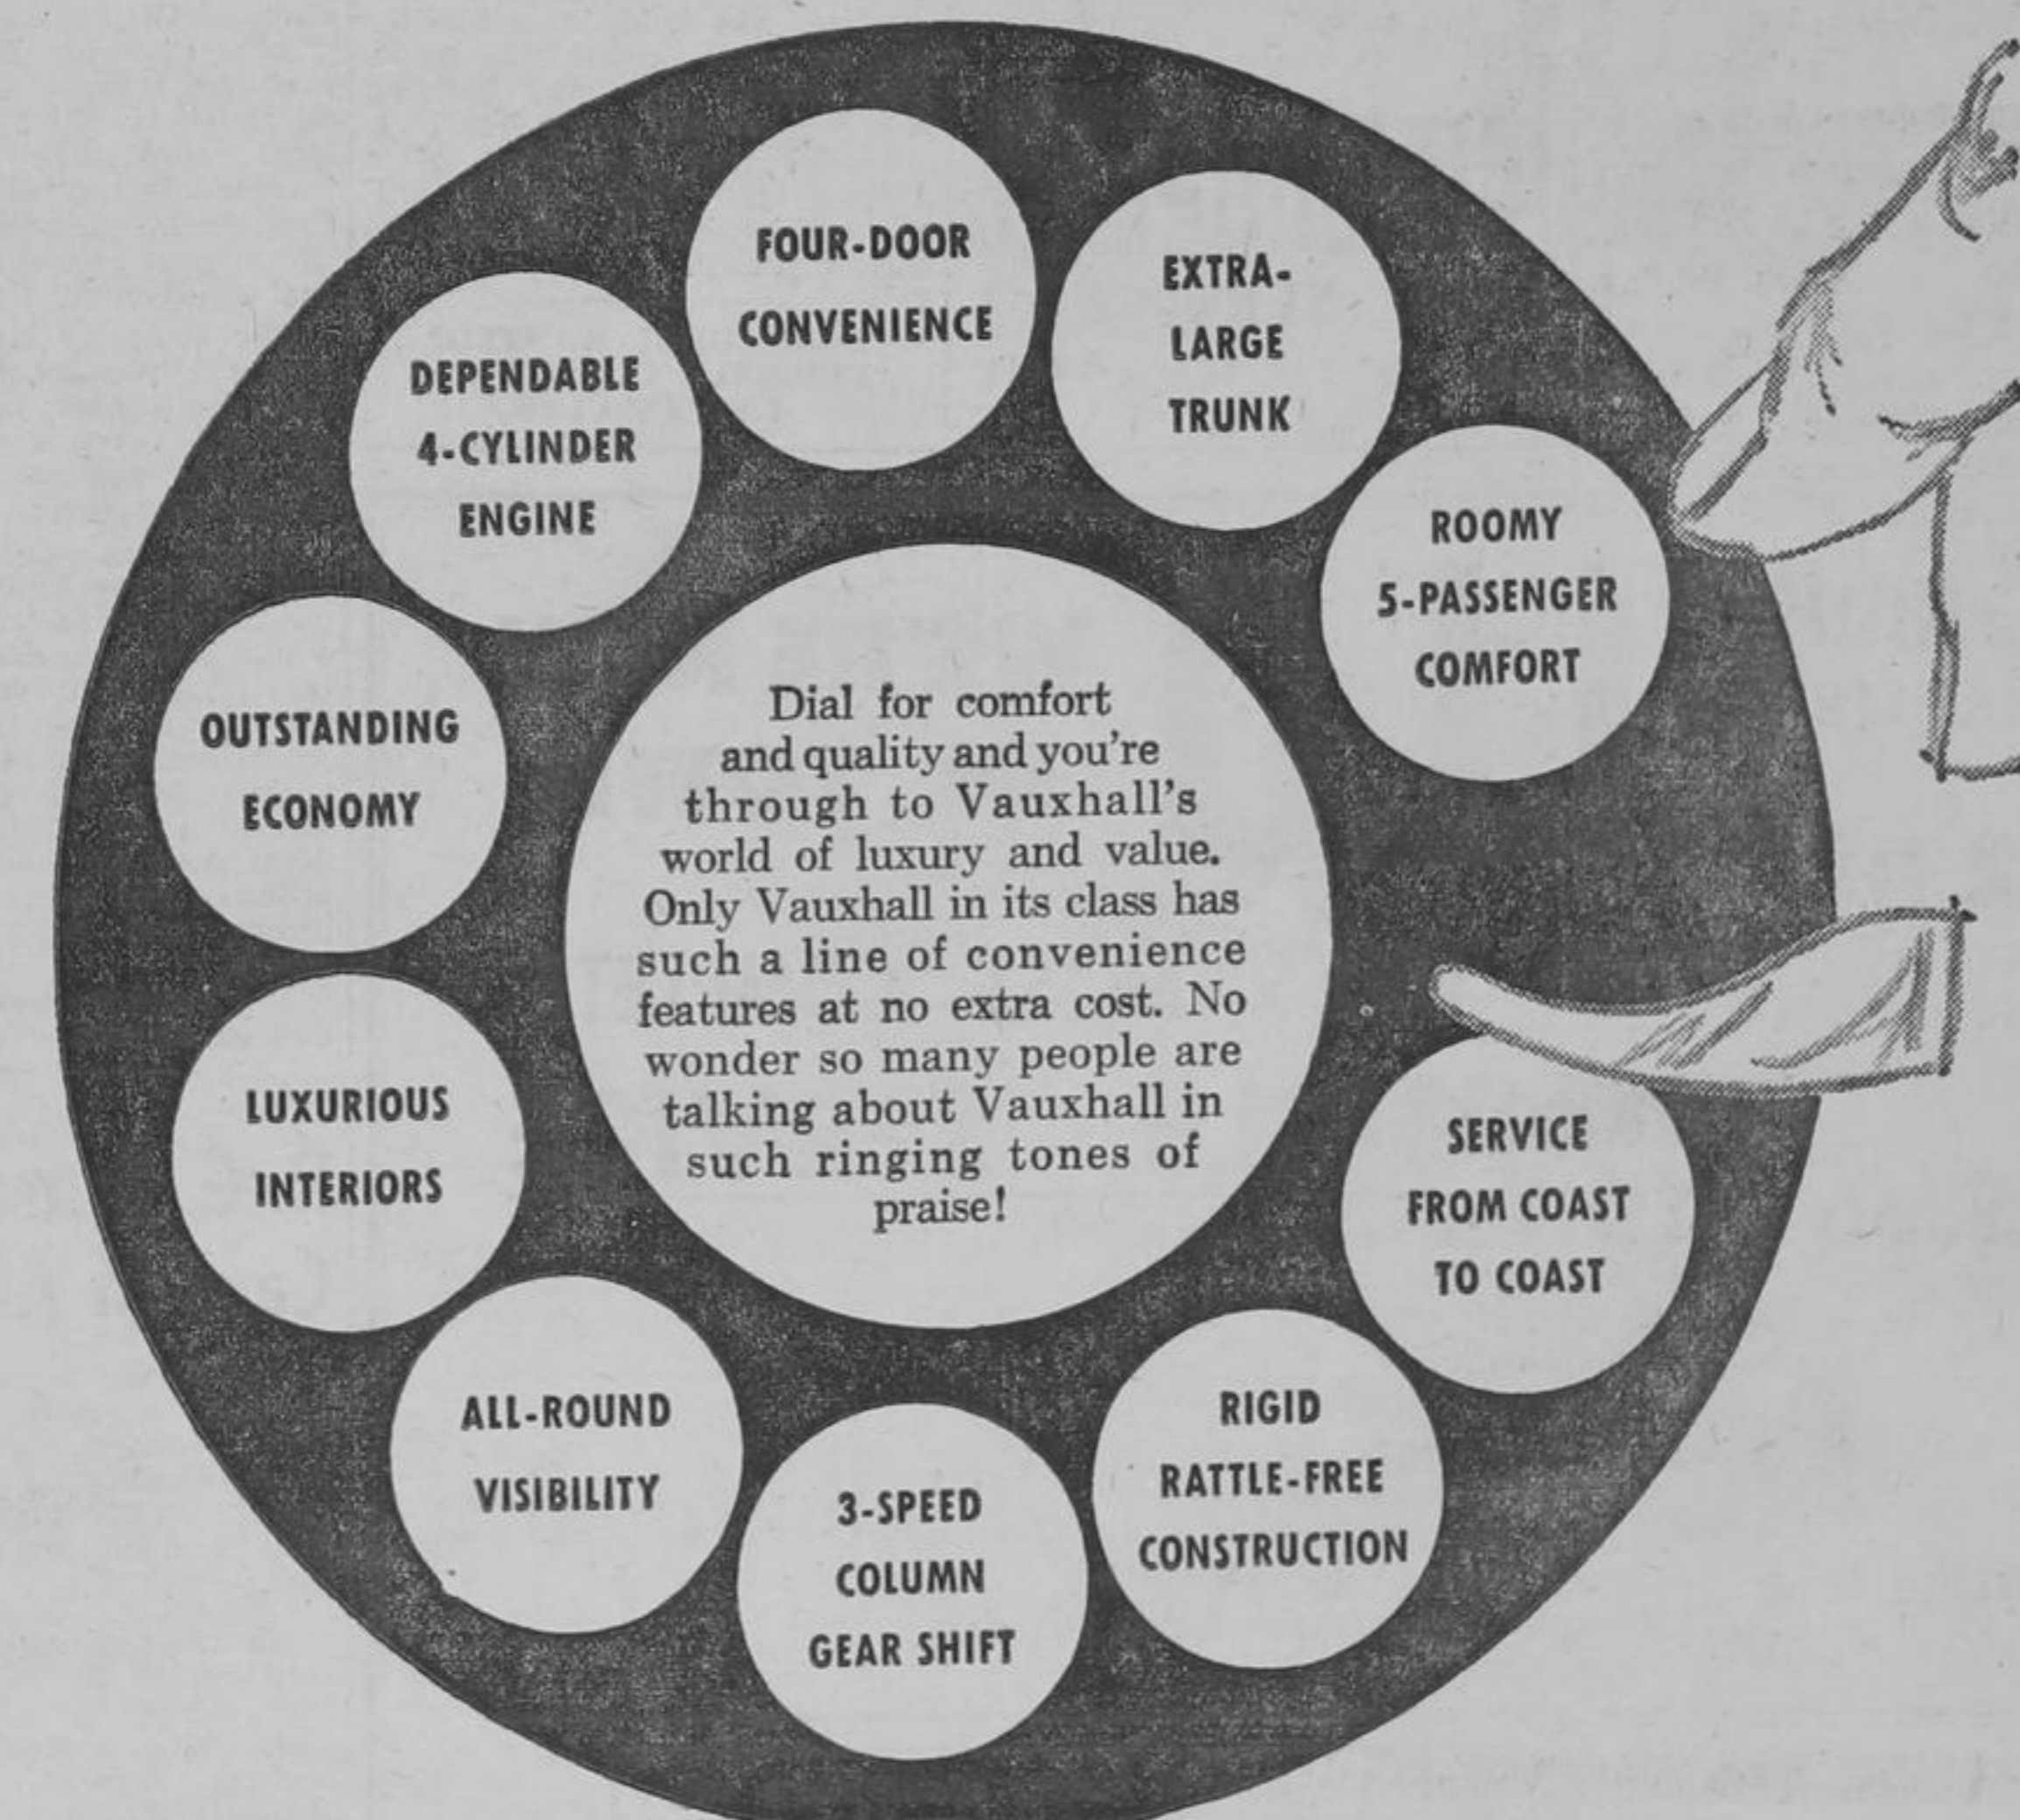 FOUR-DOOR
CONVENIENCE
EXTRA-
LARGE
TRUNK
DEPENDABLE
4-CYLINDER
ENGINE
ROOMY
5-PASSENGER
COMFORT
OUTSTANDING
ECONOMY
Dial for comfort
and quality and you're
through to Vauxhall's
world of luxury and value.
Only Vauxhall in its class has
such a line of convenience
features at no extra cost. No
wonder so many people are
talking about Vauxhall in
such ringing tones of
praise!
LUXURIOUS
INTERIORS
SERVICE
FROM COAST
TO COAST
ALL-ROUND
VISIBILITY
3-SPEED
COLUMN
GEAR SHIFT
RIGID
RATTLE-FREE
CONSTRUCTION